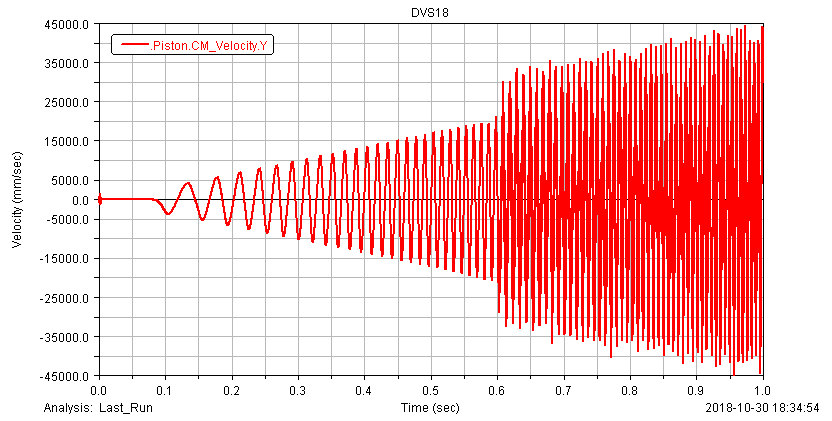 DVS18
.Piston.CM_Velocity.Y
45000.0
35000.0
25000.0
15000.0
5000.0
0.0
-5000.0
-15000.0
-25000.0
-35000.0
-45000.0
Velocity (mm/sec)
0.0 0.1 0.2 0.3 0.4 0.5 0.6 0.7 0.8 0.9 1.0
Analysis: Last_Run Time (sec) 2018-10-30 18:34:54